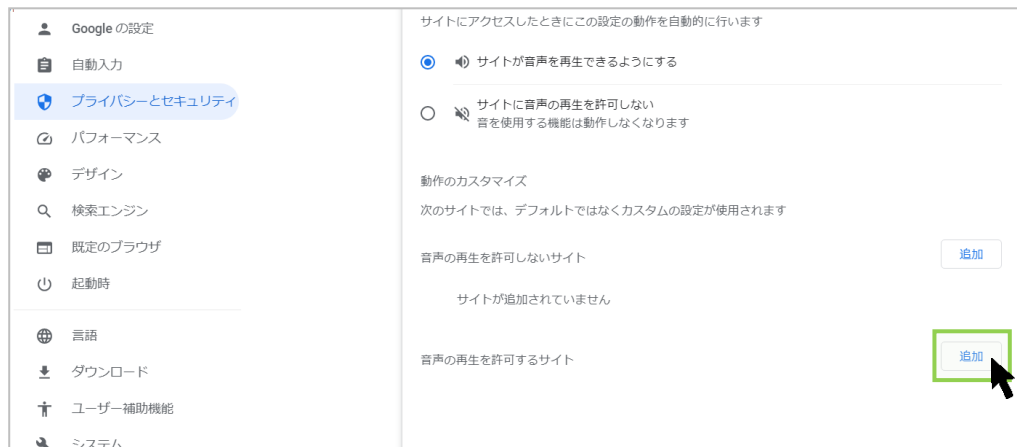 Google の設定
自動入力
プライバシーとセキュリティ
パフォーマンス
デザイン
検索エンジン
既定のブラウザ
起動時
言語
ダウンロード
ユーザー補助機能
システム
サイトにアクセスしたときにこの設定の動作を自動的に行います
サイトが音声を再生できるようにする
サイトに音声の再生を許可しない
音を使用する機能は動作しなくなります
動作のカスタマイズ
次のサイトでは、デフォルトではなくカスタムの設定が使用されます
音声の再生を許可しないサイト
追加
サイトが追加されていません
音声の再生を許可するサイト
追加